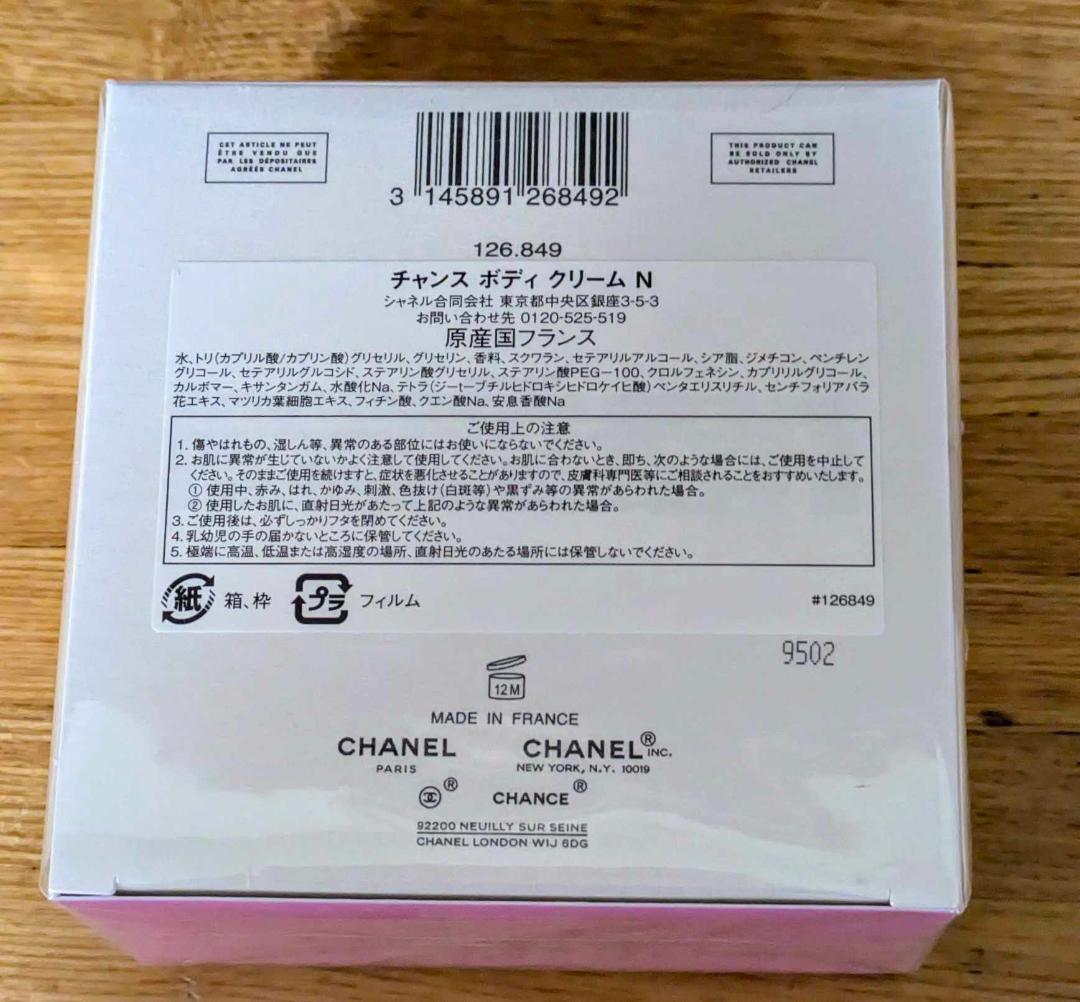 CET ARTICLE NE PEUT
ÊTRE VENDU QUE
PAR LES DÉPOSITAIRES
AGRÉÉS CHANEL
THIS PRODUCT CAN
BE SOLD ONLY BY
AUTHORIZED CHANEL
RETAILERS
3 145891 268492
126.849
チャンス ボディ クリーム N
シャネル合同会社 東京都中央区銀座3-5-3
お問い合わせ先 0120-525-519
原産国フランス
水、トリ(カプリル酸/カプリン酸)グリセリル、グリセリン、香料、スクワラン、セテアリルアルコール、シア脂、ジメチコン、ペンチレン
グリコール、セテアリルグルコシド、ステアリン酸グリセリル、ステアリン酸PEG-100、クロルフェネシン、カプリリルグリコール、
カルボマー、キサンタンガム、水酸化Na、テトラ(ジ-t-ブチルヒドロキシヒドロケイヒ酸)ペンタエリスリチル、センチフォリアバラ
花エキス、マツリカ葉細胞エキス、フィチン酸、クエン酸Na、安息香酸Na
ご使用上の注意
1. 傷やはれもの、湿しん等、異常のある部位にはお使いにならないでください。
2. お肌に異常が生じていないかよく注意して使用してください。お肌に合わないとき、即ち、次のような場合には、ご使用を中止して
ください。そのままご使用を続けますと、症状を悪化させることがありますので、皮膚科専門医等にご相談されることをおすすめいたします。
① 使用中、赤み、はれ、かゆみ、刺激、色抜け(白斑等)や黒ずみ等の異常があらわれた場合。
② 使用したお肌に、直射日光があたって上記のような異常があらわれた場合。
3. ご使用後は、必ずしっかりフタを閉めてください。
4. 乳幼児の手の届かないところに保管してください。
5. 極端に高温、低温または高湿度の場所、直射日光のあたる場所には保管しないでください。
紙 箱、枠 プラ フィルム #126849
9502
12M
MADE IN FRANCE
CHANEL CHANEL® INC.
PARIS NEW YORK, N.Y. 10019
® CHANCE®
92200 NEUILLY SUR SEINE
CHANEL LONDON W1J 6DG